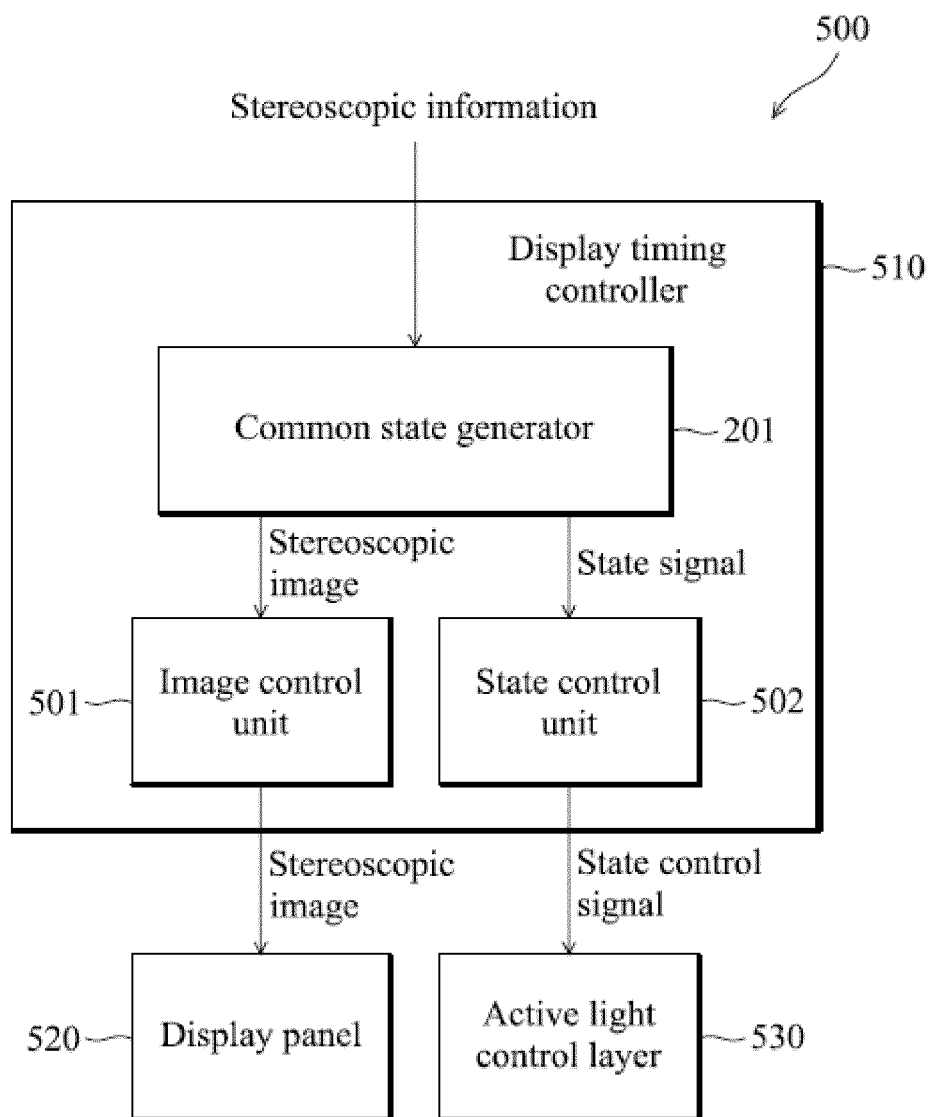 500
Stereoscopic information
Display timing
controller
510
Common state generator
201
Stereoscopic
image
State signal
501
Image control
unit
State control
unit
502
Stereoscopic
image
State control
signal
520
Display panel
Active light
control layer
530